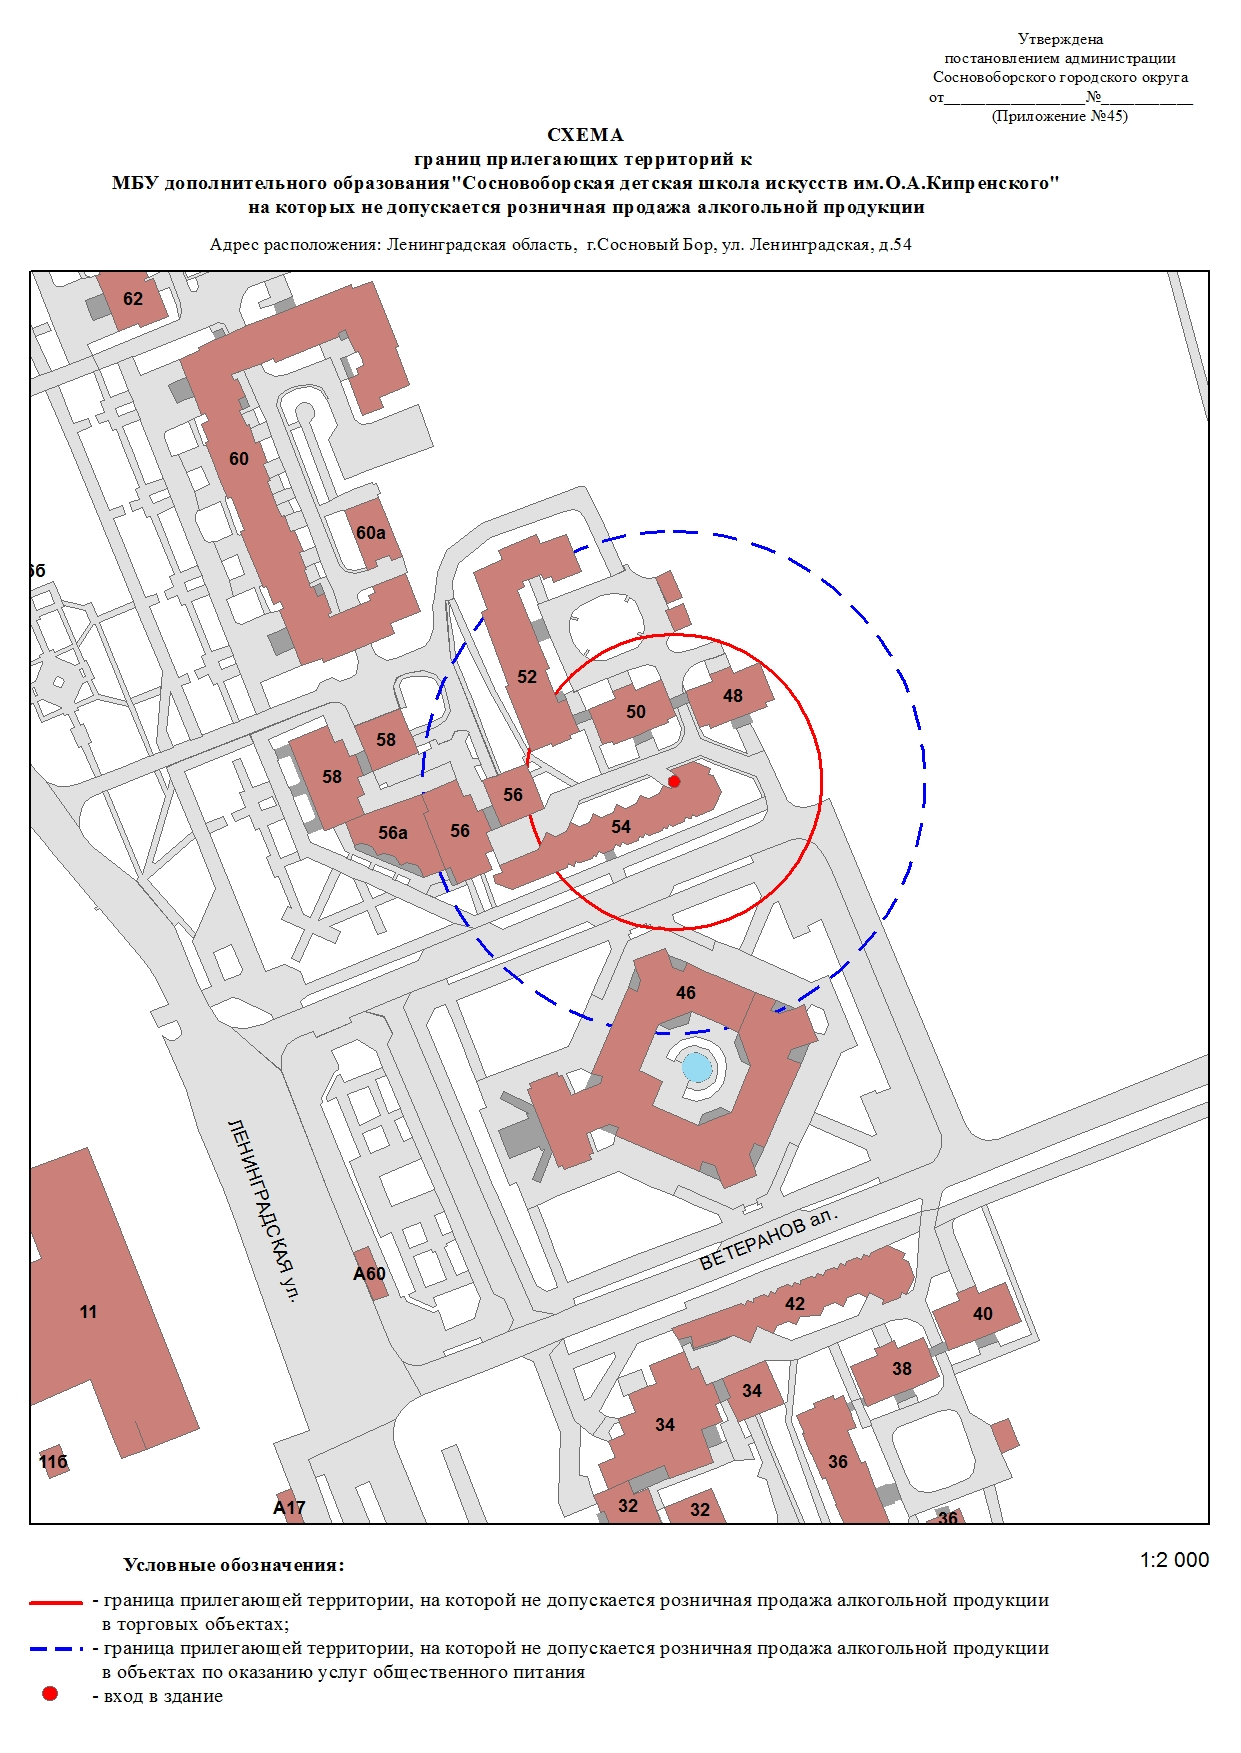 Утверждена
постановлением администрации
Сосновоборского городского округа
от_________________№___________
(Приложение №45)
СХЕМА
границ прилегающих территорий к
МБУ дополнительного образования"Сосновоборская детская школа искусств им.О.А.Кипренского"
на которых не допускается розничная продажа алкогольной продукции
Адрес расположения: Ленинградская область,  г.Сосновый Бор, ул. Ленинградская, д.54
62
60
60а
6б
52
50
48
58
58
56
56а
56
54
46
ЛЕНИНГРАДСКАЯ ул.
ВЕТЕРАНОВ ал.
А60
11
42
40
38
34
34
36
11б
А17
32
32
36
1:2 000
Условные обозначения:
- граница прилегающей территории, на которой не допускается розничная продажа алкогольной продукции
в торговых объектах;
- граница прилегающей территории, на которой не допускается розничная продажа алкогольной продукции
в объектах по оказанию услуг общественного питания
- вход в здание